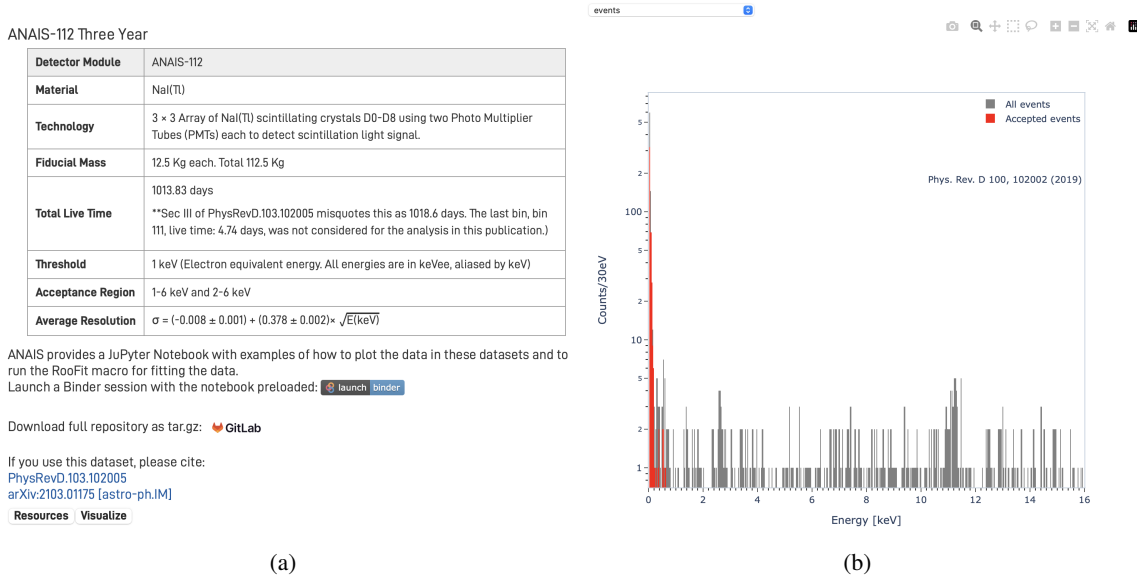 ANAIS-112 Three Year
Detector Module ANAIS-112
Material NaI(Tl)
Technology 3 × 3 Array of NaI(Tl) scintillating crystals D0-D8 using two Photo Multiplier
Tubes (PMTs) each to detect scintillation light signal.
Fiducial Mass 12.5 Kg each. Total 112.5 Kg
Total Live Time 1013.83 days
**Sec III of PhysRevD.103.102005 misquotes this as 1018.6 days. The last bin, bin
111, live time: 4.74 days, was not considered for the analysis in this publication.)
Threshold 1 keV (Electron equivalent energy. All energies are in keVee, aliased by keV)
Acceptance Region 1-6 keV and 2-6 keV
Average Resolution σ = (-0.008 ± 0.001) + (0.378 ± 0.002)× √E(keV)
ANAIS provides a JuPyter Notebook with examples of how to plot the data in these datasets and to
run the RooFit macro for fitting the data.
Launch a Binder session with the notebook preloaded: launch binder
Download full repository as tar.gz: GitLab
If you use this dataset, please cite:
PhysRevD.103.102005
arXiv:2103.01175 [astro-ph.IM]
Resources Visualize
(a)
events
All events
Accepted events
Phys. Rev. D 100, 102002 (2019)
Counts/30eV
5
2
100
5
2
10
5
2
1
0 2 4 6 8 10 12 14 16
Energy [keV]
(b)